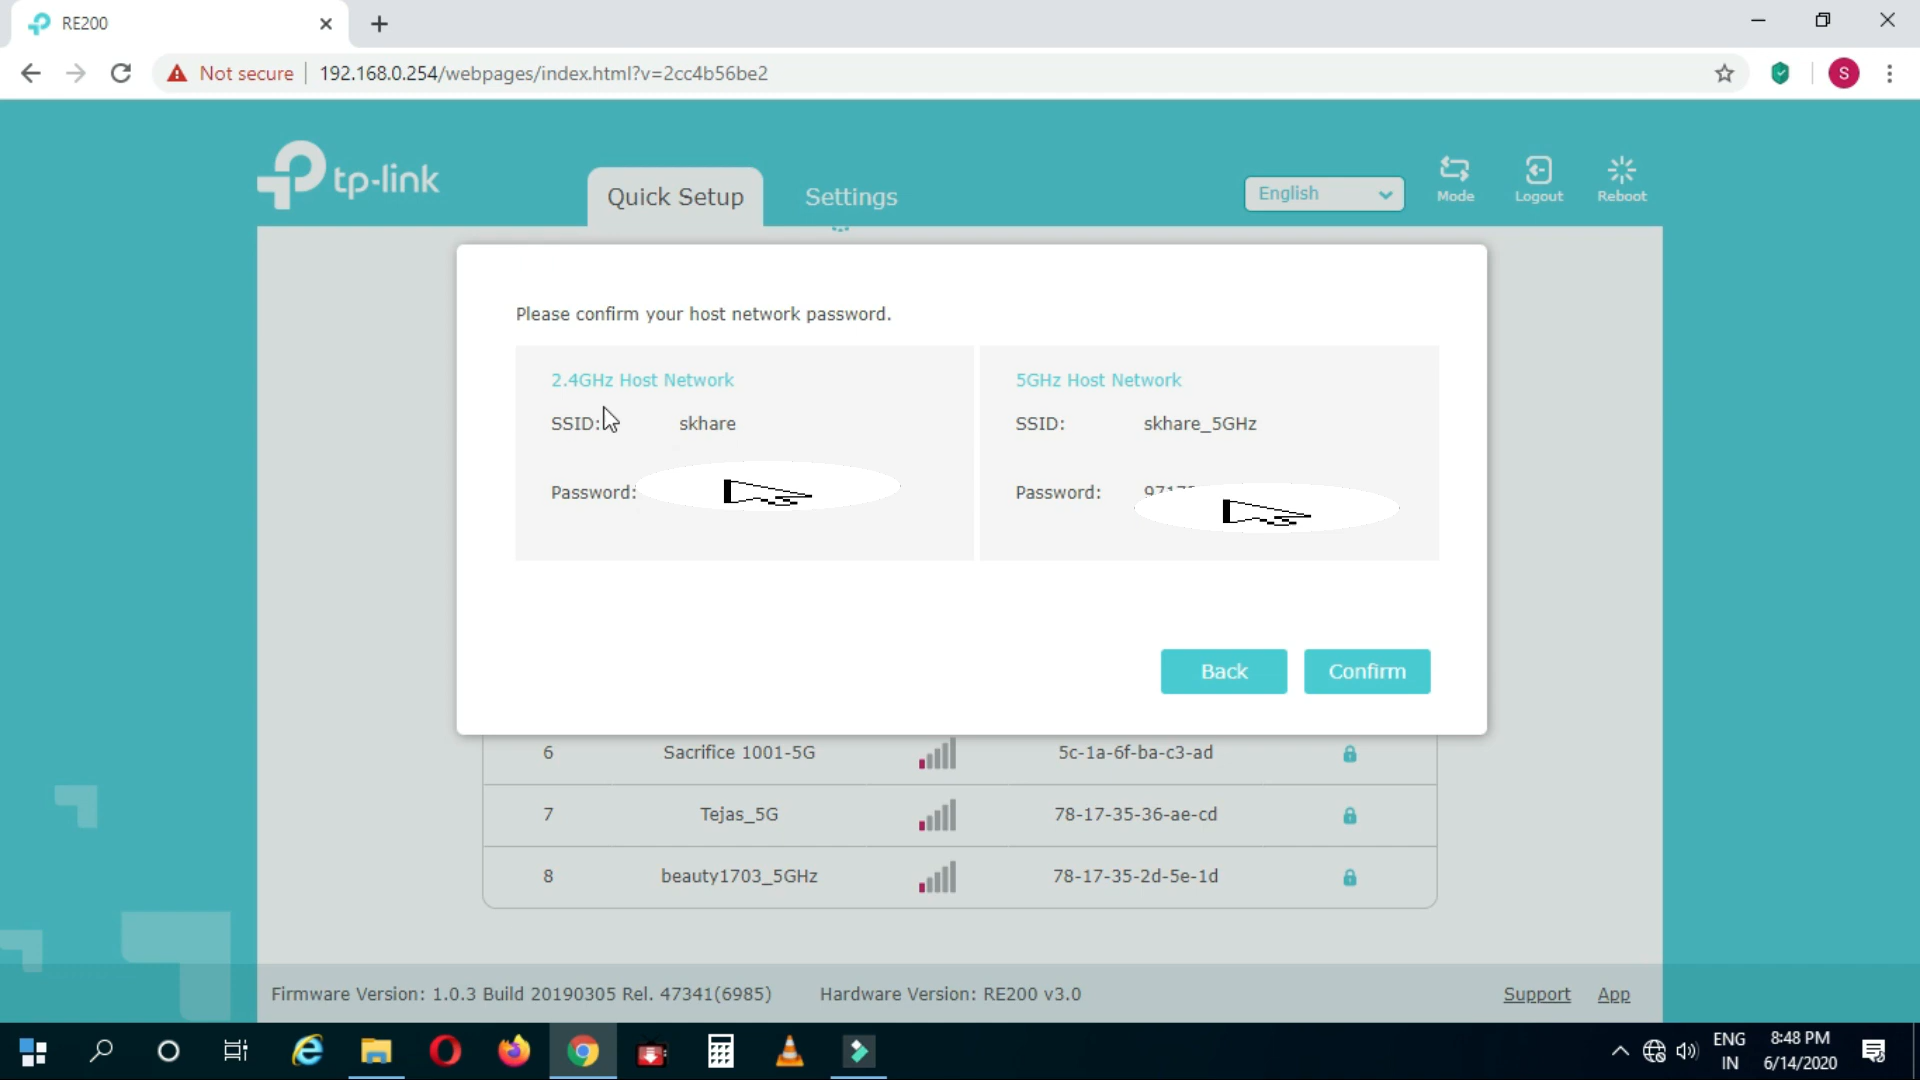 RE200
Not secure
192.168.0.254/webpages/index.html?v=2cc4b56be2
S
tp-link
Quick Setup
Settings
English
Mode
Logout
Reboot
Please confirm your host network password.
2.4GHz Host Network
SSID: skhare
Password:
5GHz Host Network
SSID: skhare_5GHz
Password:
Back
Confirm
6 Sacrifice 1001-5G 5c-1a-6f-ba-c3-ad
7 Tejas_5G 78-17-35-36-ae-cd
8 beauty1703_5GHz 78-17-35-2d-5e-1d
Firmware Version: 1.0.3 Build 20190305 Rel. 47341(6985) Hardware Version: RE200 v3.0
Support
App
ENG
IN
8:48 PM
6/14/2020